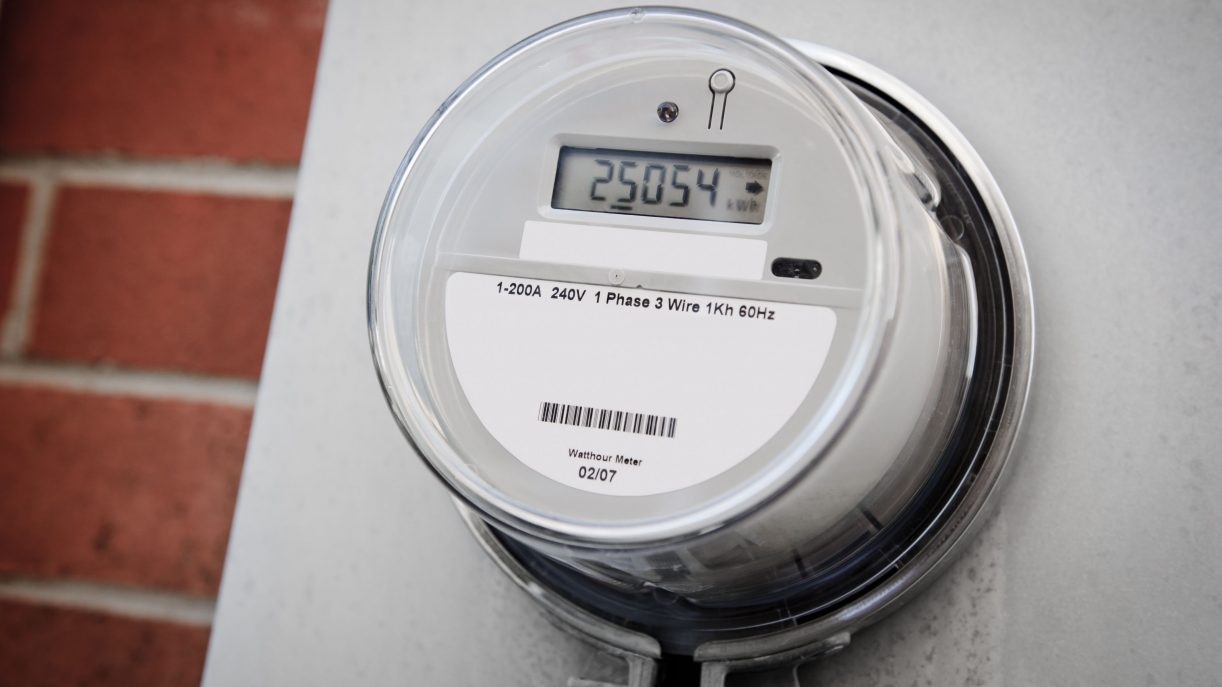 25054
kWh
1-200A 240V 1 Phase 3 Wire 1Kh 60Hz
Watthour Meter
02/07